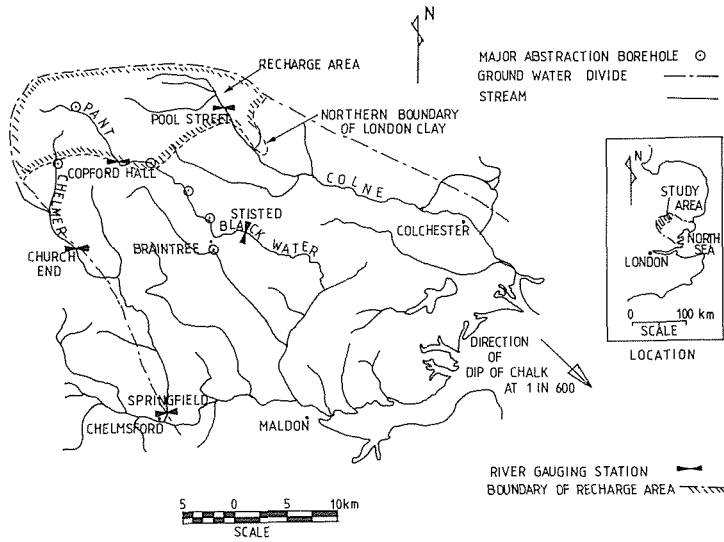 N
RECHARGE AREA
MAJOR ABSTRACTION BOREHOLE
GROUND WATER DIVIDE
STREAM
PANT
POOL STREET
NORTHERN BOUNDARY
OF LONDON CLAY
COPFORD HALL
CHELMER
COLNE
STISTED
BLACK WATER
COLCHESTER
BRAINTREE
CHURCH
END
N
STUDY
AREA
NORTH
SEA
LONDON
0 100 km
SCALE
LOCATION
DIRECTION
OF
DIP OF CHALK
AT 1 IN 600
SPRINGFIELD
CHELMSFORD
MALDON
RIVER GAUGING STATION
BOUNDARY OF RECHARGE AREA
5 0 5 10km
SCALE